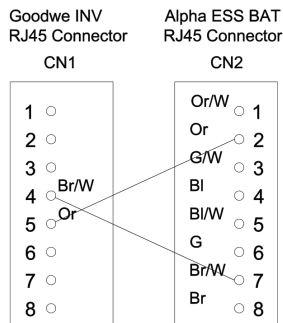 Goodwe INV Alpha ESS BAT
RJ45 Connector RJ45 Connector
CN1 CN2
1 Or/W 1
2 Or 2
3 G/W 3
4 Br/W Bl 4
5 Or Bl/W 5
6 G 6
7 Br/W 7
8 Br 8